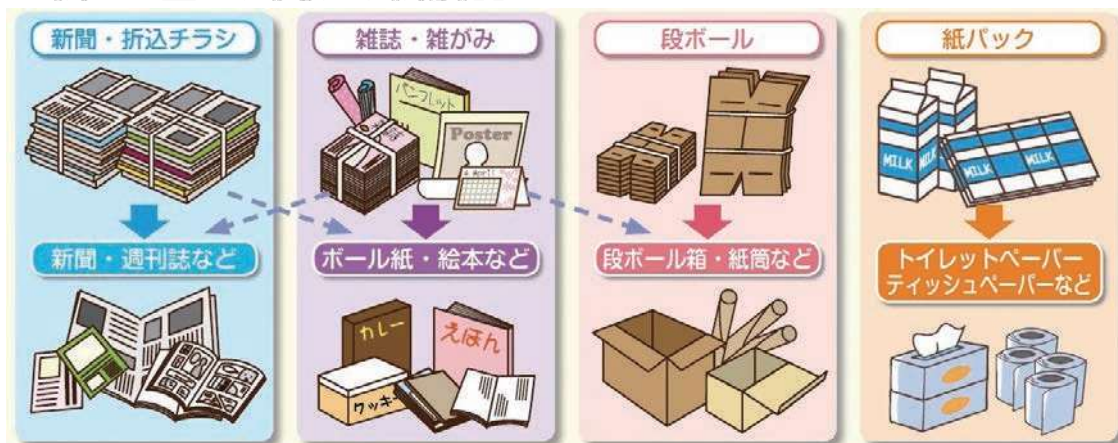 新聞・折込チラシ
雑誌・雑がみ
段ボール
紙パック
パンフレット
Poster
MILK
MILK
MILK
MILK
新聞・週刊誌など
ボール紙・絵本など
段ボール箱・紙筒など
トイレットペーパー
ティッシュペーパーなど
カレー
えほん
クッキー